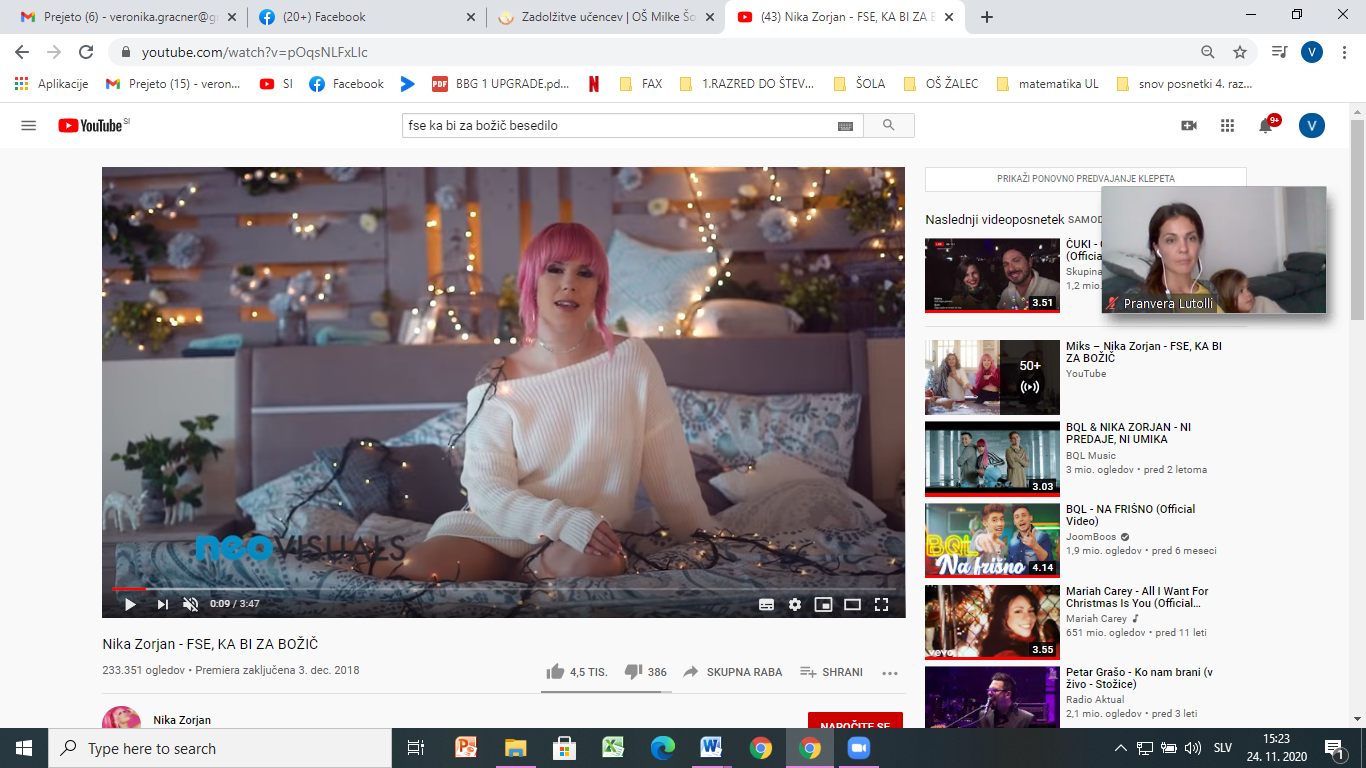 Prejeto (6) - veronika.gracner@g
(20+) Facebook
Zadolžitve učencev | OŠ Milke Šo
(43) Nika Zorjan - FSE, KA BI ZA B
youtube.com/watch?v=pOqsNLFxLIc
V
Aplikacije
Prejeto (15) - veron...
SI
Facebook
PDF
BBG 1 UPGRADE.pd...
N
FAX
1.RAZRED DO ŠTEV...
ŠOLA
OŠ ŽALEC
matematika UL
snov posnetki 4. raz...
YouTube SI
fse ka bi za božič besedilo
9+
V
neoVISUALS
0:09 / 3:47
Nika Zorjan - FSE, KA BI ZA BOŽIČ
233.351 ogledov • Premiera zaključena 3. dec. 2018
4,5 TIS.
386
SKUPNA RABA
SHRANI
Nika Zorjan
NAROČITE SE
PRIKAŽI PONOVNO PREDVAJANJE KLEPETA
Naslednji videoposnetek
SAMOD
ČUKI -
(Officia
Skupina
1,2 mio.
3.51
Pranvera Lutolli
Miks – Nika Zorjan - FSE, KA BI
ZA BOŽIČ
YouTube
50+
BQL & NIKA ZORJAN - NI
PREDAJE, NI UMIKA
BQL Music
3 mio. ogledov • pred 2 letoma
3.03
BQL - NA FRIŠNO (Official
Video)
JoomBoos
1,9 mio. ogledov • pred 6 meseci
BQL
Na frišno
4.14
Mariah Carey - All I Want For
Christmas Is You (Official...
Mariah Carey
651 mio. ogledov • pred 11 leti
vevo
3.55
Petar Grašo - Ko nam brani (v
živo - Stožice)
Radio Aktual
2,1 mio. ogledov • pred 3 leti
Type here to search
SLV
15:23
24. 11. 2020
1